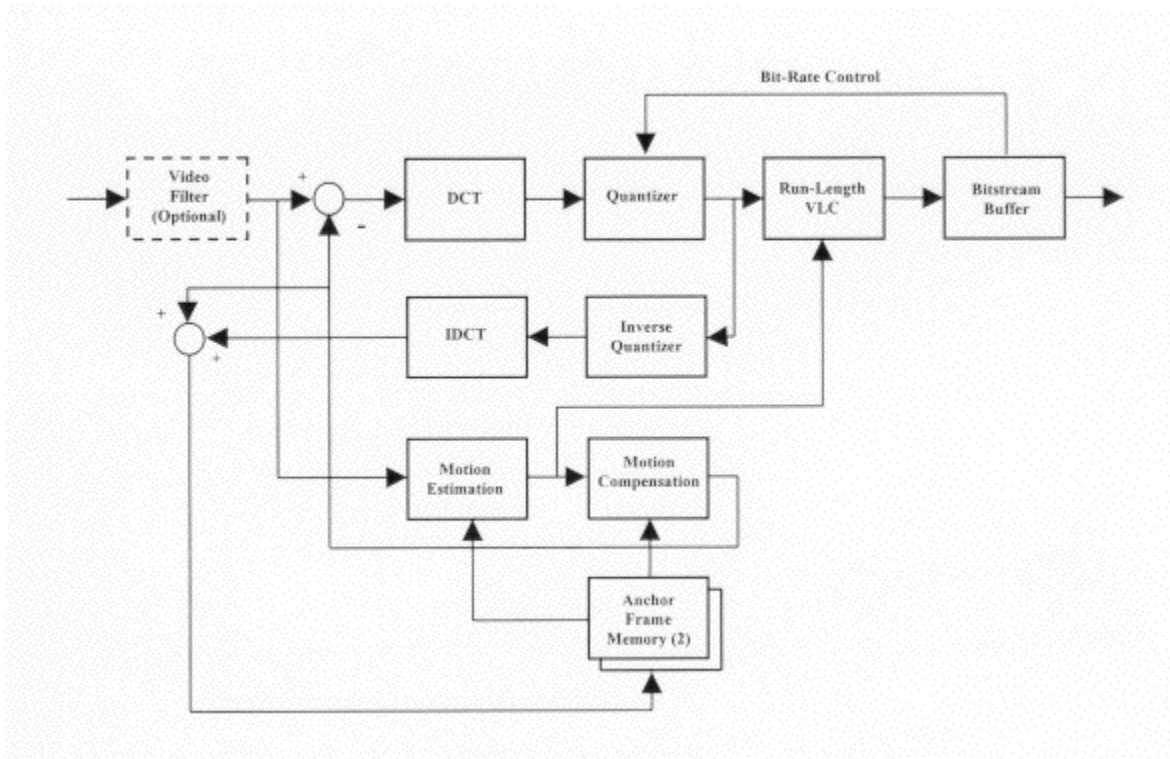 Bit-Rate Control
Video
Filter
(Optional)
+
-
DCT
Quantizer
Run-Length
VLC
Bitstream
Buffer
+
+
IDCT
Inverse
Quantizer
Motion
Estimation
Motion
Compensation
Anchor
Frame
Memory (2)